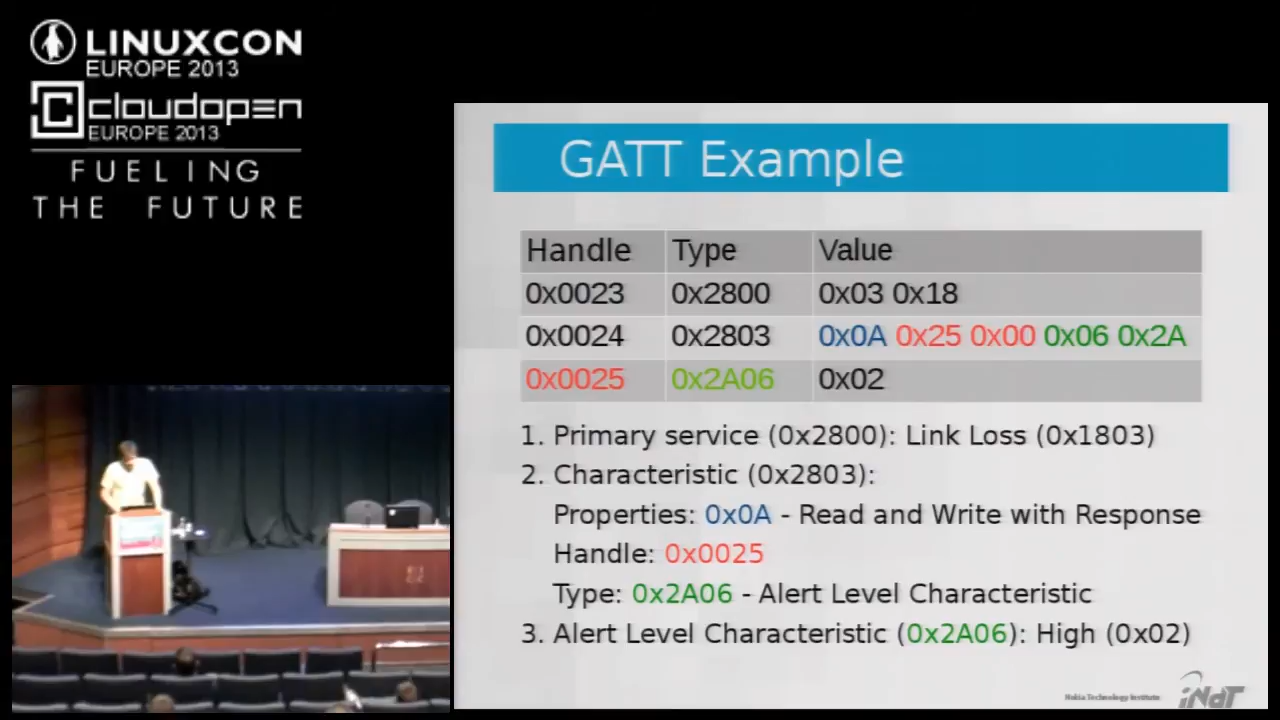 LINUXCON
EUROPE 2013
cloudopen
EUROPE 2013
FUELING
THE FUTURE
GATT Example
Handle Type Value
0x0023 0x2800 0x03 0x18
0x0024 0x2803 0x0A 0x25 0x00 0x06 0x2A
0x0025 0x2A06 0x02
1. Primary service (0x2800): Link Loss (0x1803)
2. Characteristic (0x2803):
Properties: 0x0A - Read and Write with Response
Handle: 0x0025
Type: 0x2A06 - Alert Level Characteristic
3. Alert Level Characteristic (0x2A06): High (0x02)
Nokia Technology Institute
iNdT